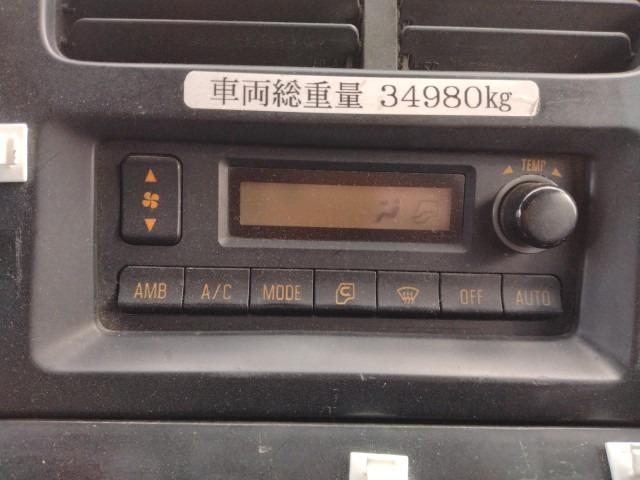 車両総重量 34980kg
TEMP
AMB A/C MODE OFF AUTO